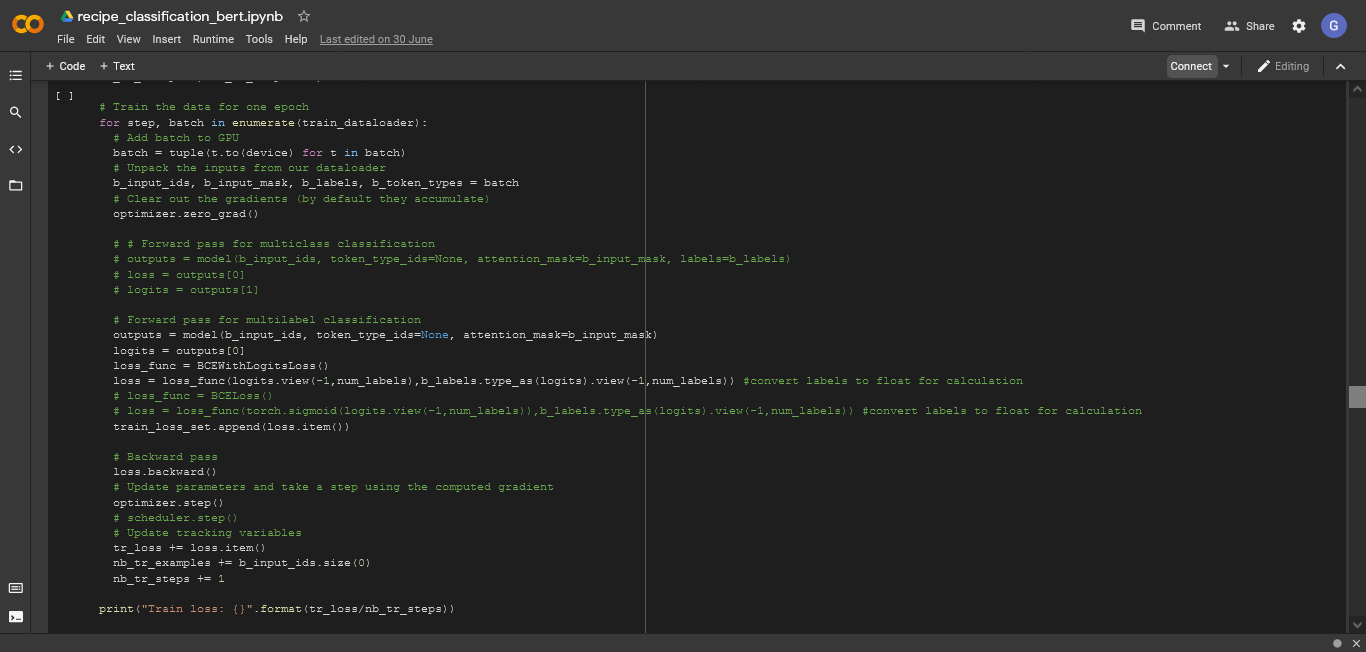 recipe_classification_bert.ipynb
File Edit View Insert Runtime Tools Help Last edited on 30 June
Comment Share G
+ Code + Text
Connect Editing
[ ]
# Train the data for one epoch
for step, batch in enumerate(train_dataloader):
# Add batch to GPU
batch = tuple(t.to(device) for t in batch)
# Unpack the inputs from our dataloader
b_input_ids, b_input_mask, b_labels, b_token_types = batch
# Clear out the gradients (by default they accumulate)
optimizer.zero_grad()
# # Forward pass for multiclass classification
# outputs = model(b_input_ids, token_type_ids=None, attention_mask=b_input_mask, labels=b_labels)
# loss = outputs[0]
# logits = outputs[1]
# Forward pass for multilabel classification
outputs = model(b_input_ids, token_type_ids=None, attention_mask=b_input_mask)
logits = outputs[0]
loss_func = BCEWithLogitsLoss()
loss = loss_func(logits.view(-1,num_labels),b_labels.type_as(logits).view(-1,num_labels)) #convert labels to float for calculation
# loss_func = BCELoss()
# loss = loss_func(torch.sigmoid(logits.view(-1,num_labels)),b_labels.type_as(logits).view(-1,num_labels)) #convert labels to float for calculation
train_loss_set.append(loss.item())
# Backward pass
loss.backward()
# Update parameters and take a step using the computed gradient
optimizer.step()
# scheduler.step()
# Update tracking variables
tr_loss += loss.item()
nb_tr_examples += b_input_ids.size(0)
nb_tr_steps += 1
print("Train loss: {}".format(tr_loss/nb_tr_steps))